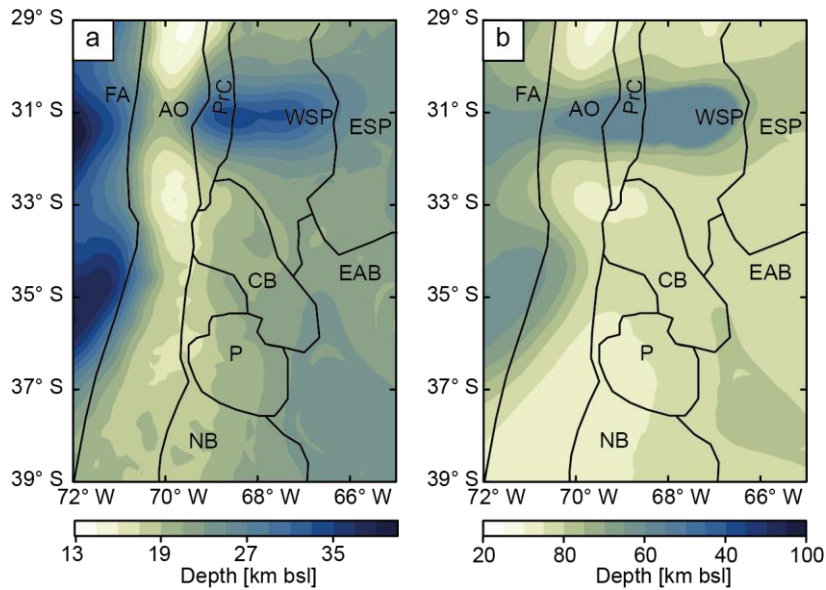 a
b
29° S
31° S
33° S
35° S
37° S
39° S
72° W
70° W
68° W
66° W
FA
AO
PrC
WSP
ESP
CB
EAB
P
NB
13
19
27
35
Depth [km bsl]
29° S
31° S
33° S
35° S
37° S
39° S
72° W
70° W
68° W
66° W
FA
AO
PrC
WSP
ESP
CB
EAB
P
NB
20
80
60
40
100
Depth [km bsl]